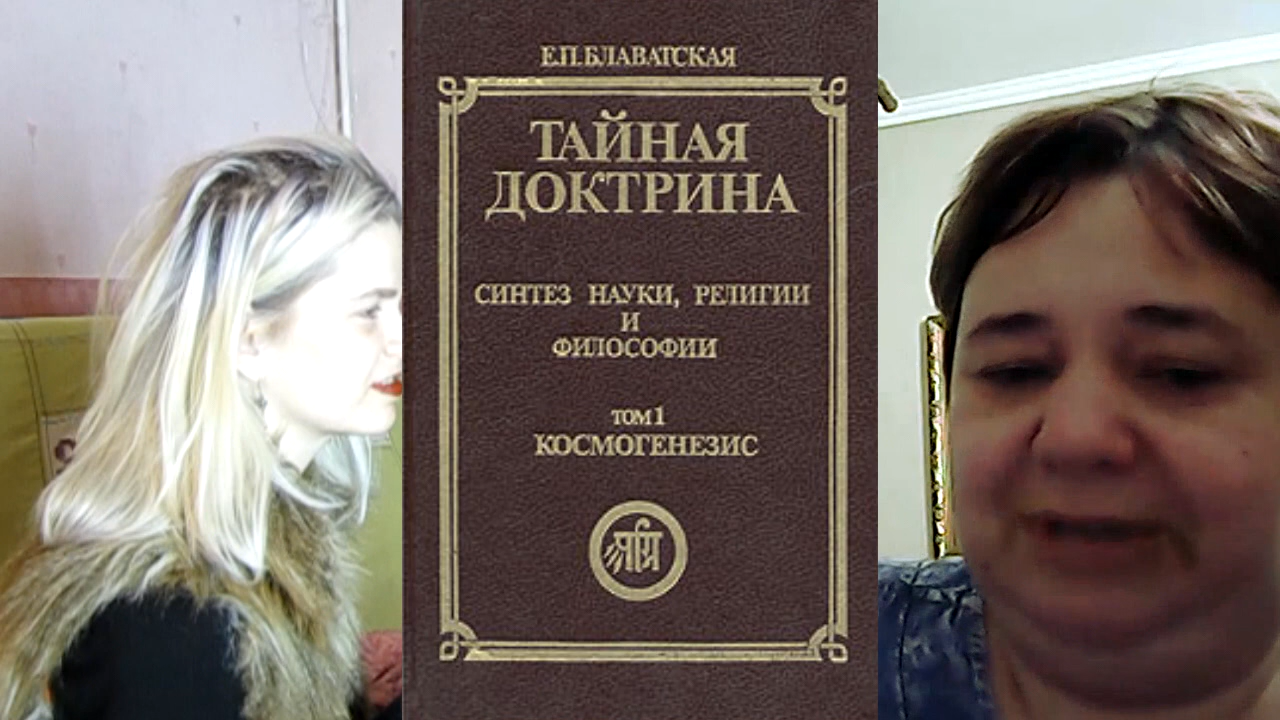 Е.П.БЛАВАТСКАЯ
ТАЙНАЯ
ДОКТРИНА
СИНТЕЗ НАУКИ, РЕЛИГИИ
И
ФИЛОСОФИИ
ТОМ 1
КОСМОГЕНЕЗИС